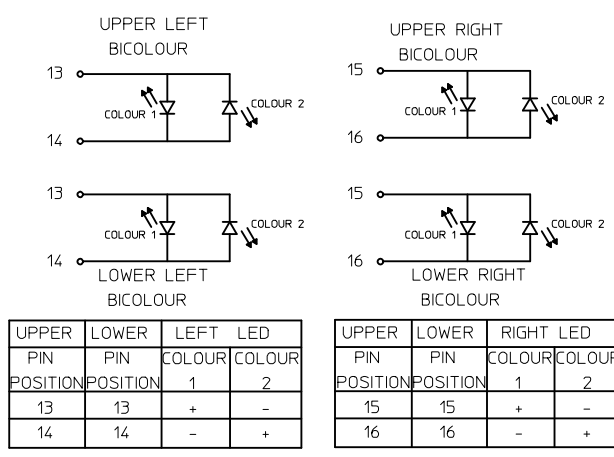 UPPER LEFT
BICOLOUR
13
COLOUR 1
COLOUR 2
14
UPPER RIGHT
BICOLOUR
15
COLOUR 1
COLOUR 2
16
13
COLOUR 1
COLOUR 2
14
LOWER LEFT
BICOLOUR
15
COLOUR 1
COLOUR 2
16
LOWER RIGHT
BICOLOUR
UPPER LOWER LEFT LED
PIN PIN COLOUR COLOUR
POSITION POSITION 1 2
13 13 + -
14 14 - +
UPPER LOWER RIGHT LED
PIN PIN COLOUR COLOUR
POSITION POSITION 1 2
15 15 + -
16 16 - +